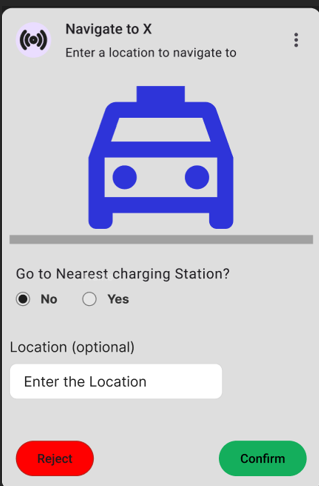 Navigate to X
Enter a location to navigate to
Go to Nearest charging Station?
No Yes
Location (optional)
Enter the Location
Reject Confirm